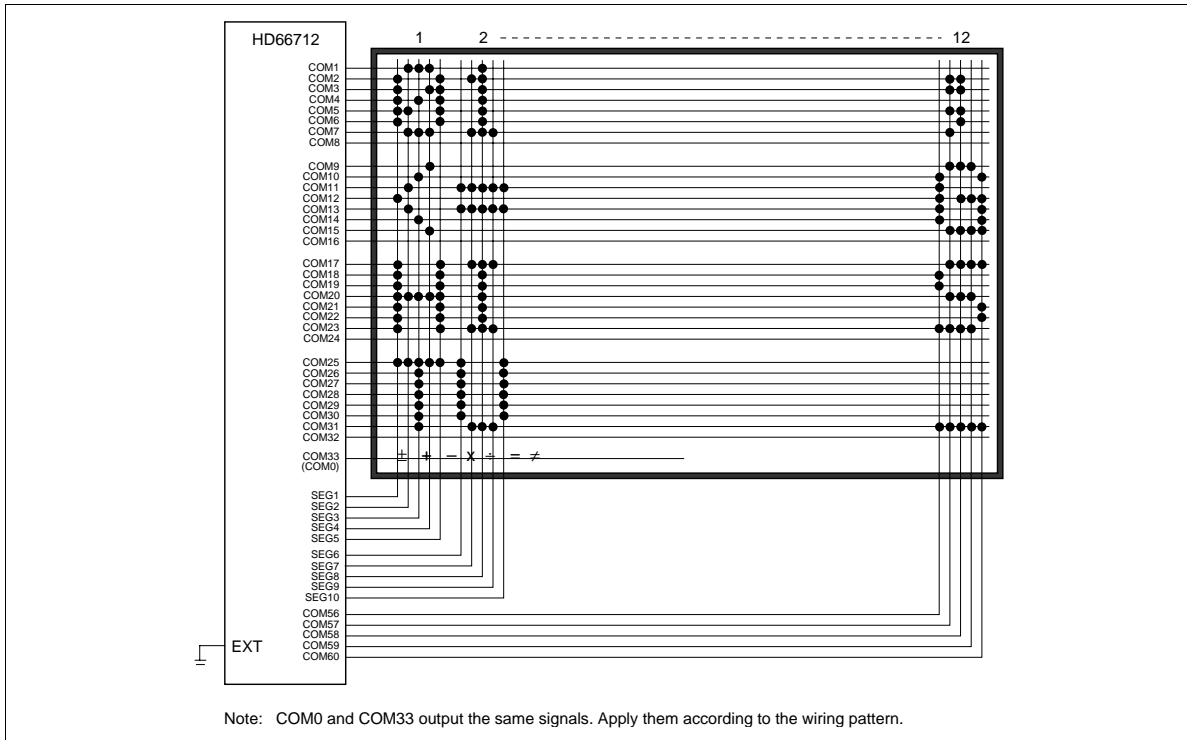 HD66712
1 2 12
COM1
COM2
COM3
COM4
COM5
COM6
COM7
COM8
COM9
COM10
COM11
COM12
COM13
COM14
COM15
COM16
COM17
COM18
COM19
COM20
COM21
COM22
COM23
COM24
COM25
COM26
COM27
COM28
COM29
COM30
COM31
COM32
COM33
(COM0)
± + − x ÷ = ≠
SEG1
SEG2
SEG3
SEG4
SEG5
SEG6
SEG7
SEG8
SEG9
SEG10
COM56
COM57
COM58
COM59
COM60
EXT
0 1 ;
< = G
H I S
T U L
Note: COM0 and COM33 output the same signals. Apply them according to the wiring pattern.